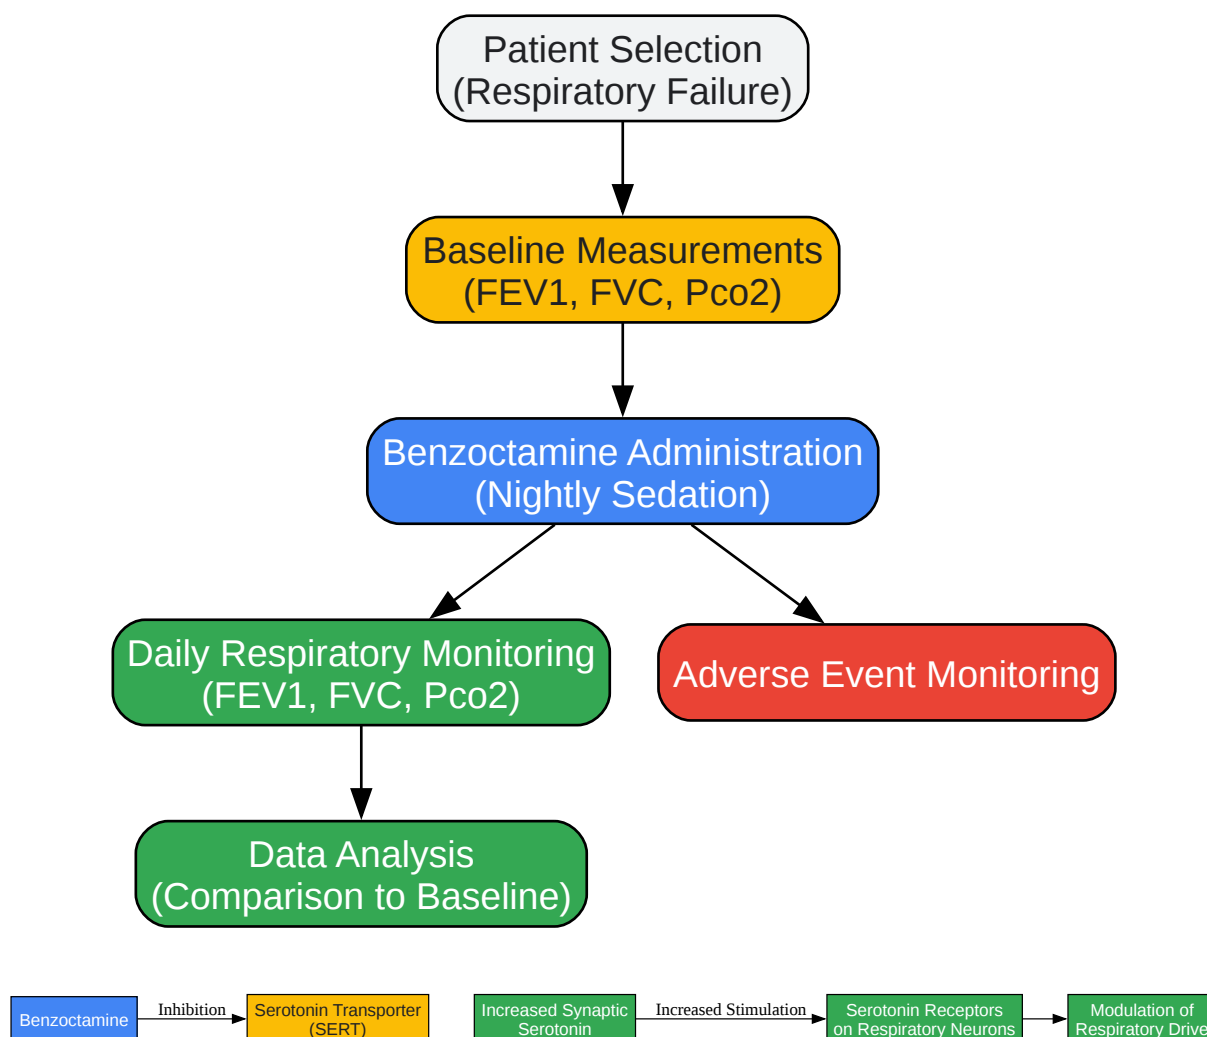 Patient Selection
(Respiratory Failure)
Baseline Measurements
(FEV1, FVC, Pco2)
Benzoctamine Administration
(Nightly Sedation)
Daily Respiratory Monitoring
(FEV1, FVC, Pco2)
Adverse Event Monitoring
Data Analysis
(Comparison to Baseline)
Benzoctamine
Inhibition
Serotonin Transporter
(SERT)
Increased Synaptic
Serotonin
Increased Stimulation
Serotonin Receptors
on Respiratory Neurons
Modulation of
Respiratory Drive